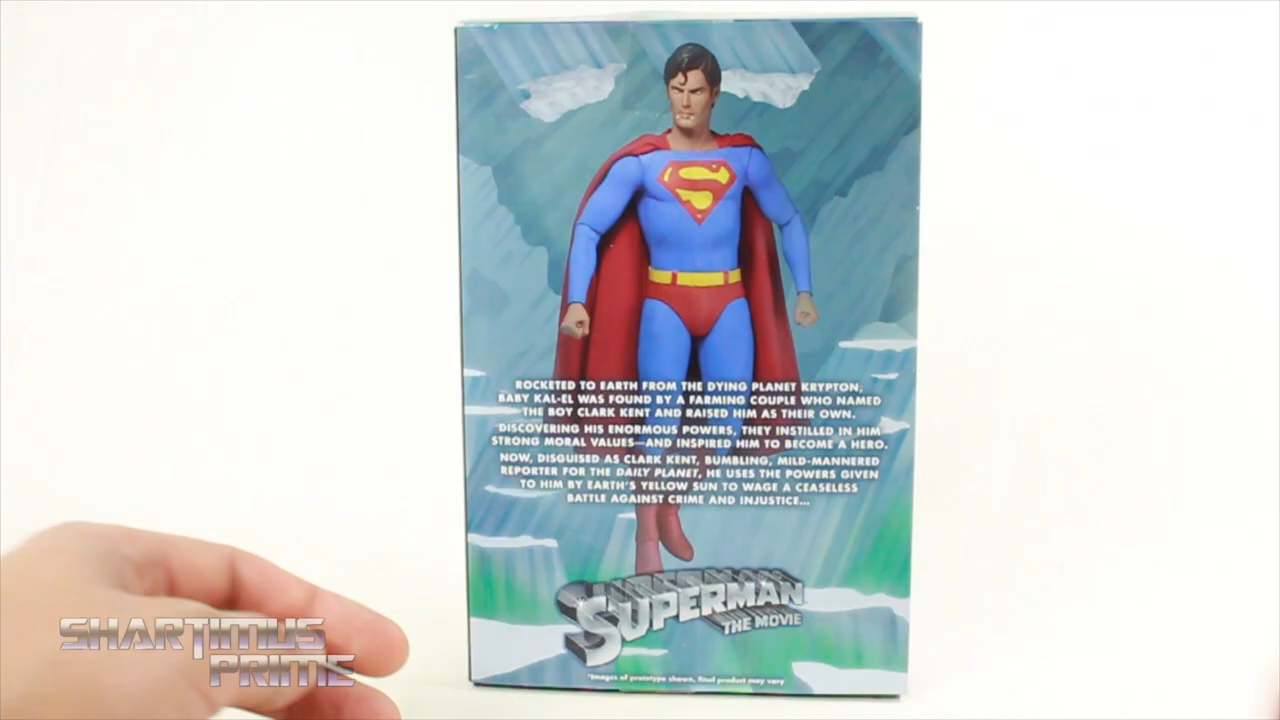 ROCKETED TO EARTH FROM THE DYING PLANET KRYPTON,
BABY KAL-EL WAS FOUND BY A FARMING COUPLE WHO NAMED
THE BOY CLARK KENT AND RAISED HIM AS THEIR OWN.
DISCOVERING HIS ENORMOUS POWERS, THEY INSTILLED IN HIM
STRONG MORAL VALUES—AND INSPIRED HIM TO BECOME A HERO.
NOW, DISGUISED AS CLARK KENT, BUMBLING, MILD-MANNERED
REPORTER FOR THE DAILY PLANET, HE USES THE POWERS GIVEN
TO HIM BY EARTH'S YELLOW SUN TO WAGE A CEASELESS
BATTLE AGAINST CRIME AND INJUSTICE...
SUPERMAN
THE MOVIE
*Images of prototype shown, final product may vary
SHARTIMUS
PRIME